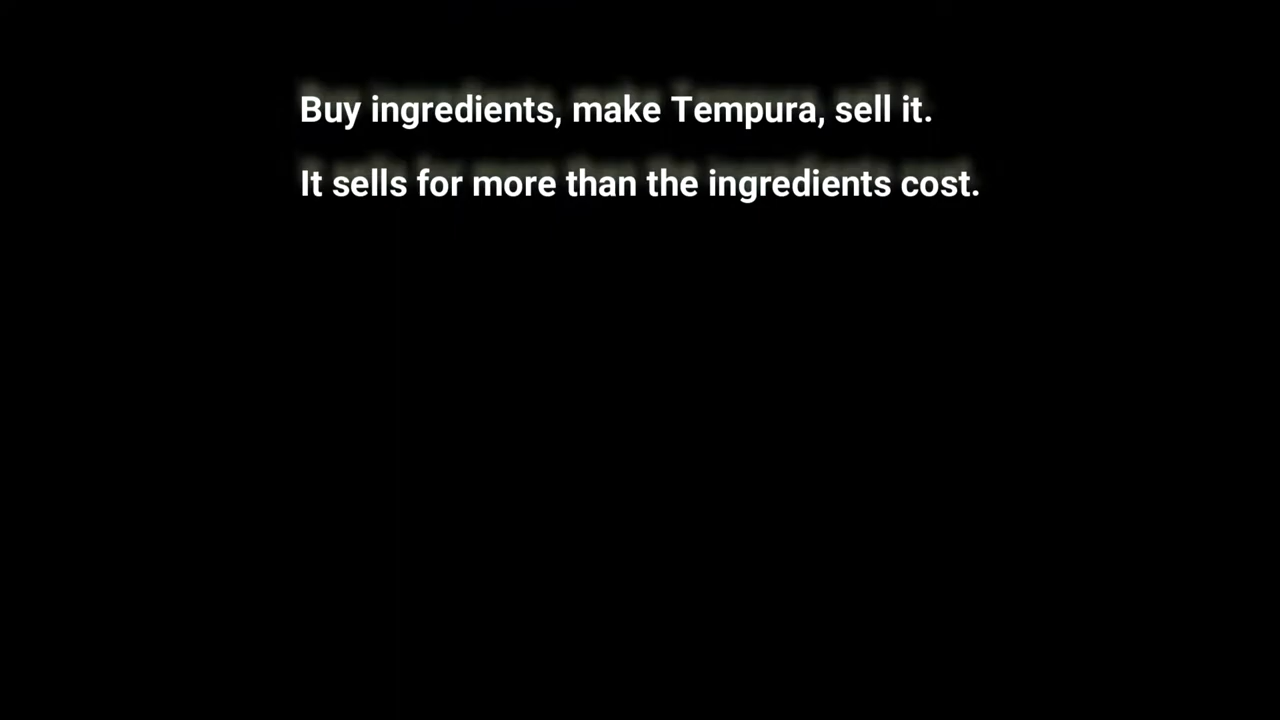 Buy ingredients, make Tempura, sell it.
It sells for more than the ingredients cost.